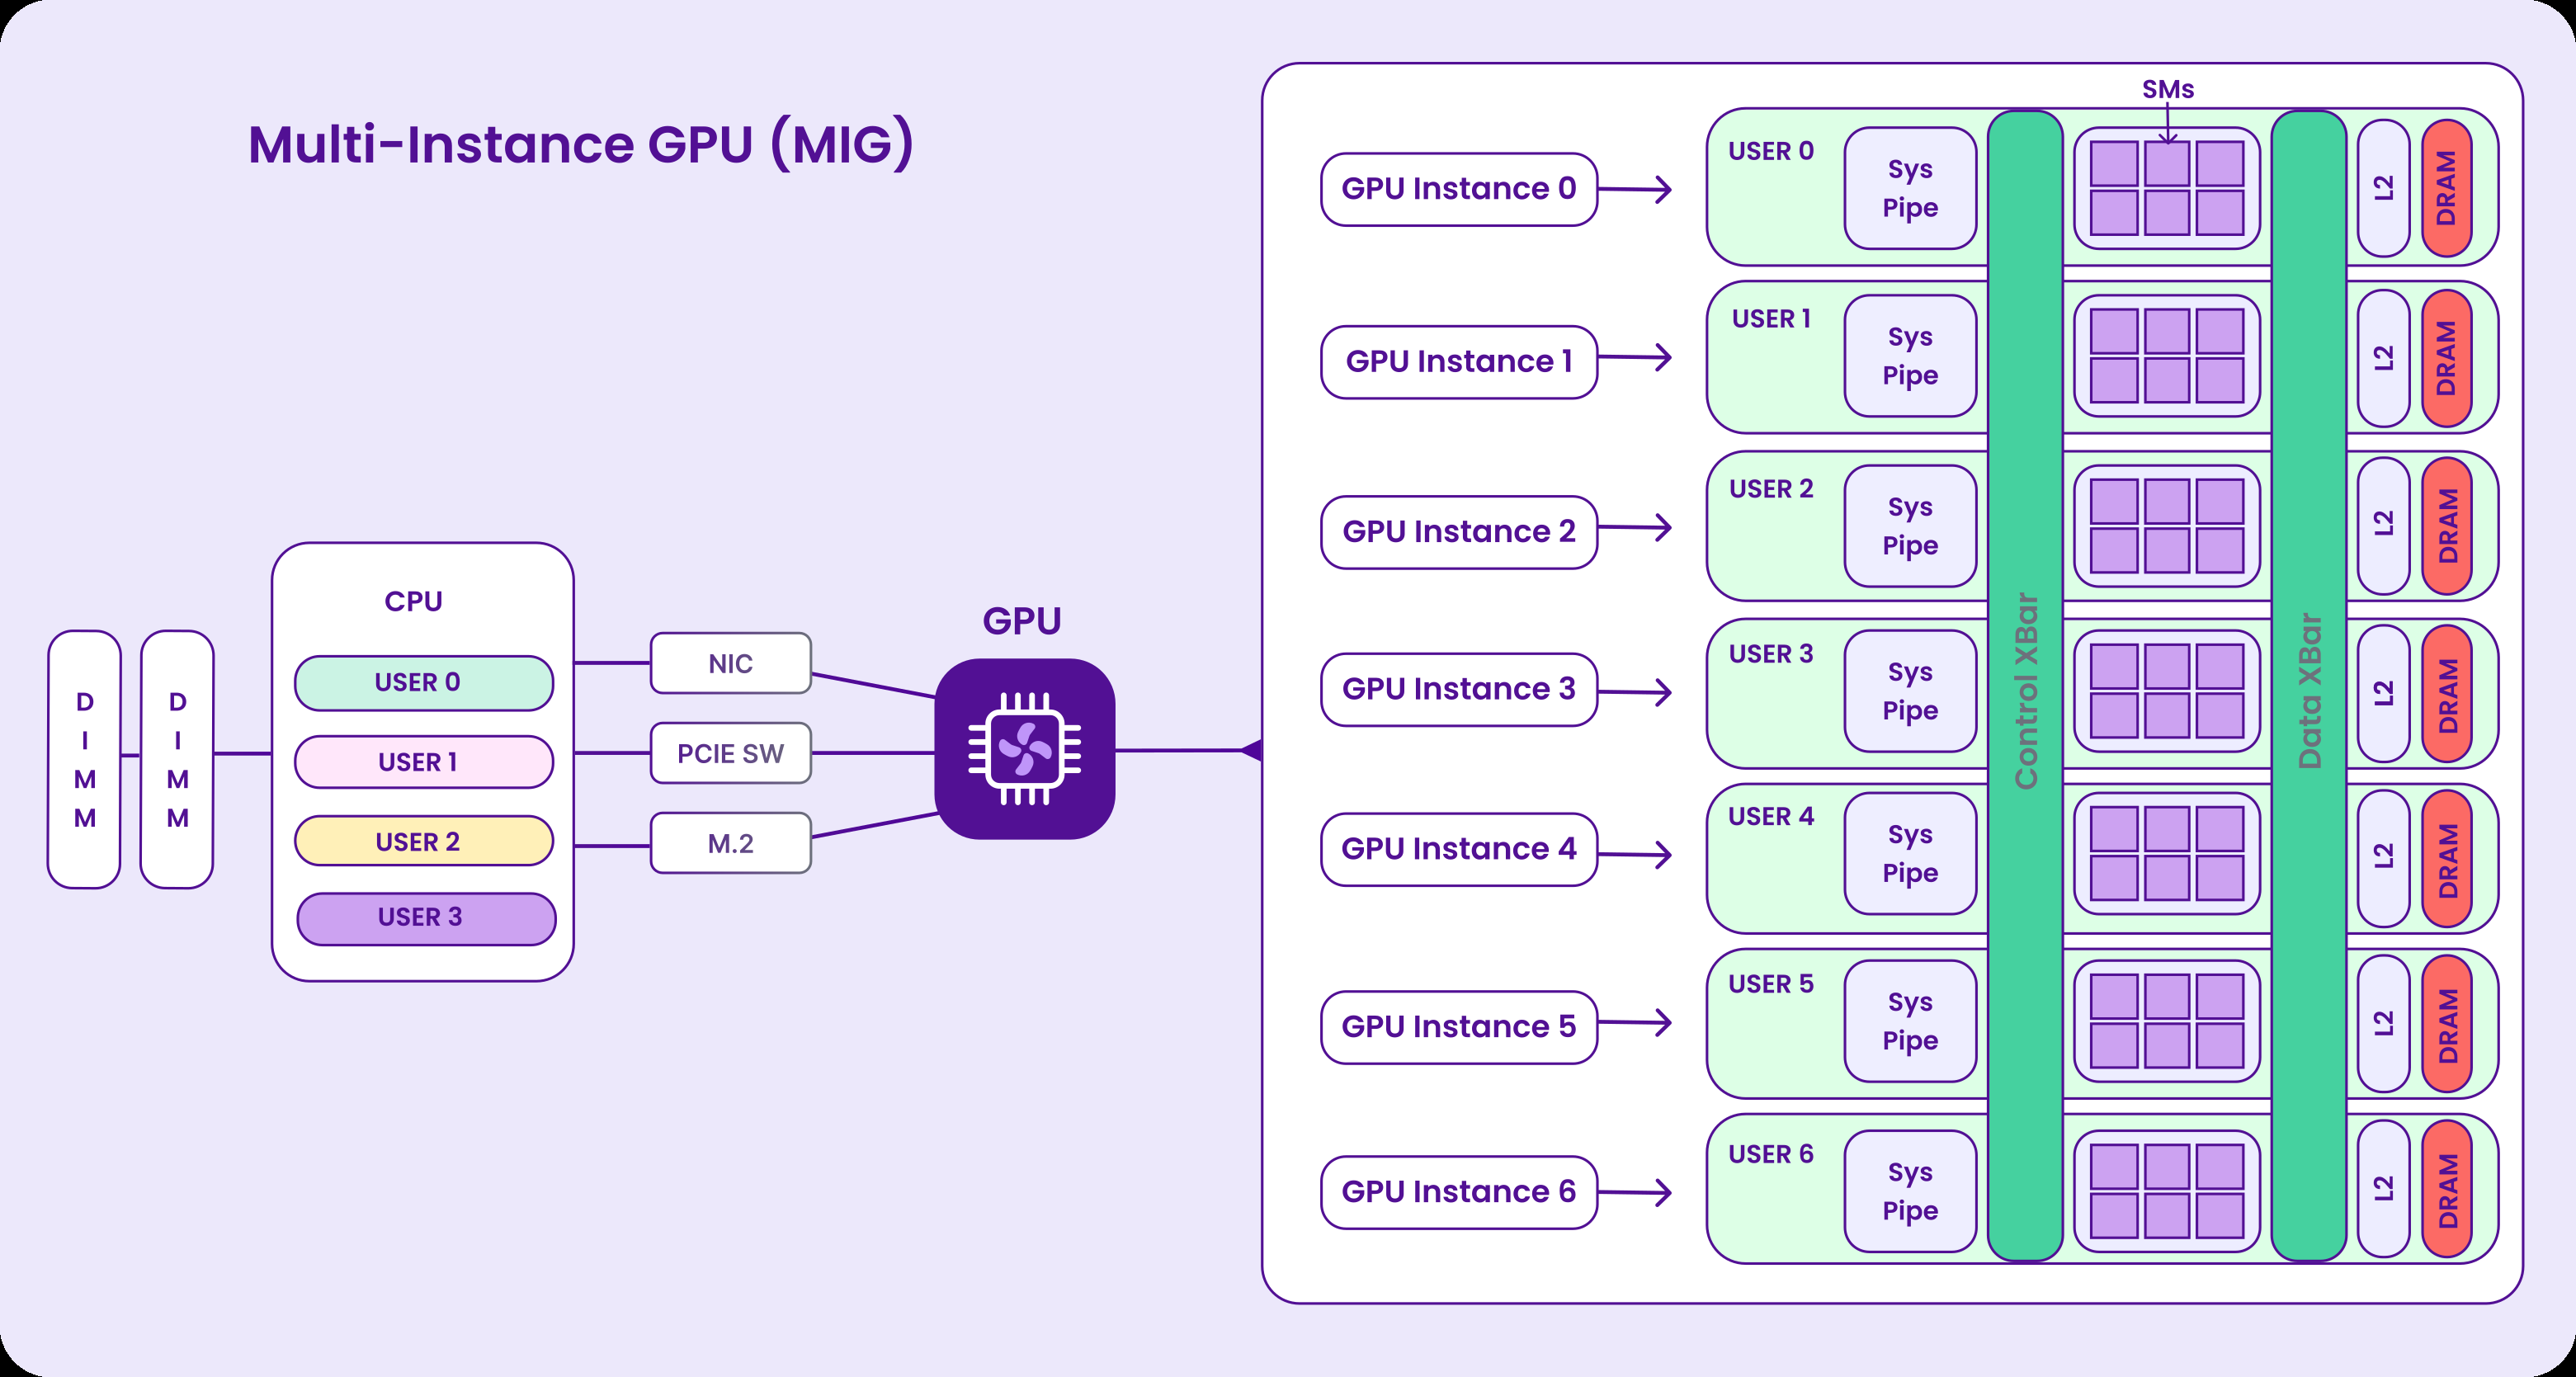 Multi-Instance GPU (MIG)
D
I
M
M
D
I
M
M
CPU
USER 0
USER 1
USER 2
USER 3
NIC
PCIE SW
M.2
GPU
SMs
GPU Instance 0
USER 0
Sys
Pipe
L2
DRAM
GPU Instance 1
USER 1
Sys
Pipe
L2
DRAM
GPU Instance 2
USER 2
Sys
Pipe
L2
DRAM
GPU Instance 3
USER 3
Sys
Pipe
L2
DRAM
GPU Instance 4
USER 4
Sys
Pipe
L2
DRAM
GPU Instance 5
USER 5
Sys
Pipe
L2
DRAM
GPU Instance 6
USER 6
Sys
Pipe
L2
DRAM
Control XBar
Data XBar